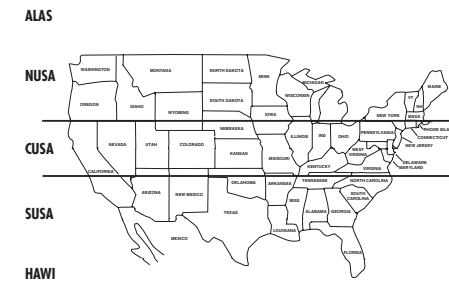 ALAS
NUSA
WASHINGTON
MONTANA
NORTH DAKOTA
MINN
MICHIGAN
MAINE
VT
NH
OREGON
IDAHO
WYOMING
SOUTH DAKOTA
WISCONSIN
IOWA
NEW YORK
MASS
RHODE ISLA
CONNECTICUT
NEW JERSEY
CUSA
NEVADA
UTAH
COLORADO
NEBRASKA
KANSAS
MISSOURI
ILLINOIS
IND
OHIO
PENNSYLVANIA
WEST
VIRGINIA
VIRGINIA
KENTUCKY
DELAWARE
MARYLAND
CALIFORNIA
ARIZONA
NEW MEXICO
OKLAHOMA
ARKANSAS
TENNESSEE
NORTH CAROLINA
SOUTH
CAROLINA
SUSA
TEXAS
MISS
ALABAMA
GEORGIA
LOUISIANA
MEXICO
FLORIDA
HAWI